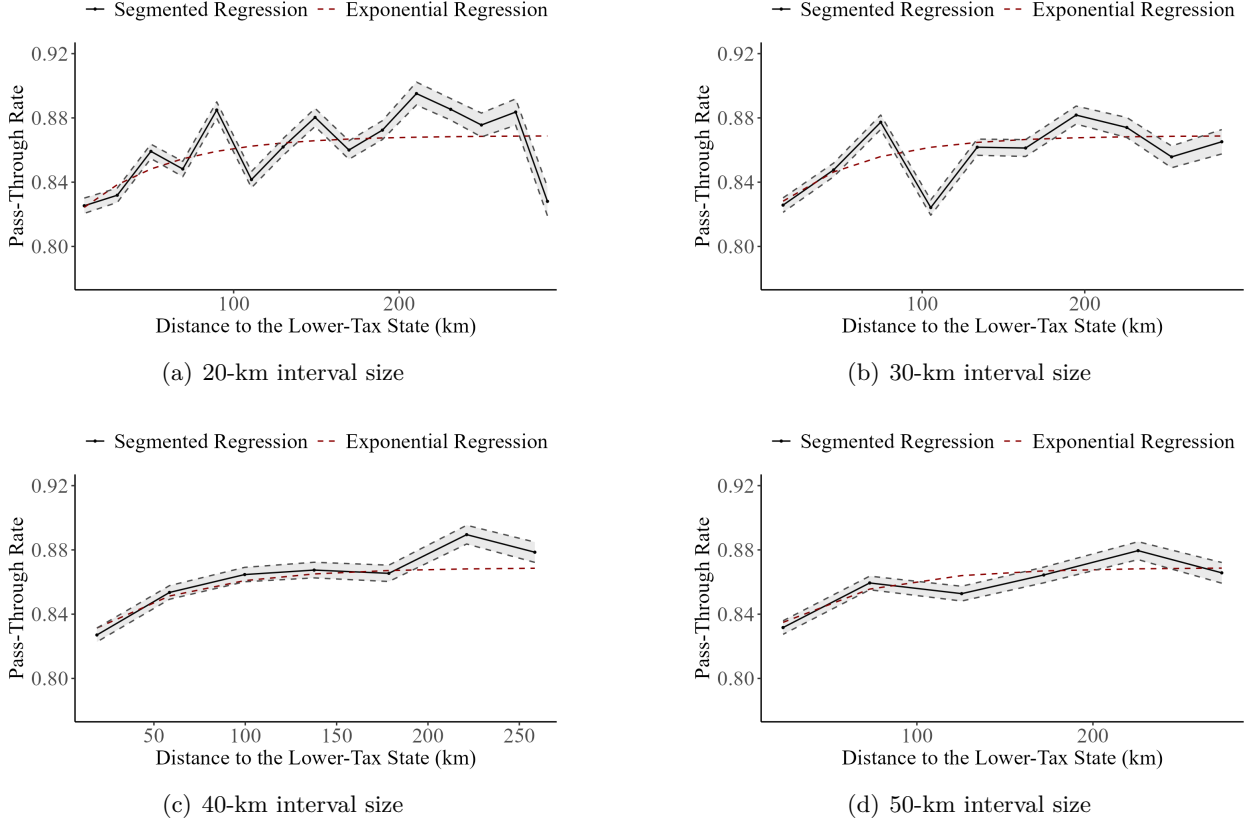 Segmented Regression Exponential Regression
0.92
0.88
0.84
0.80
Pass-Through Rate
100 200
Distance to the Lower-Tax State (km)
(a) 20-km interval size
Segmented Regression Exponential Regression
0.92
0.88
0.84
0.80
Pass-Through Rate
100 200
Distance to the Lower-Tax State (km)
(b) 30-km interval size
Segmented Regression Exponential Regression
0.92
0.88
0.84
0.80
Pass-Through Rate
50 100 150 200 250
Distance to the Lower-Tax State (km)
(c) 40-km interval size
Segmented Regression Exponential Regression
0.92
0.88
0.84
0.80
Pass-Through Rate
100 200
Distance to the Lower-Tax State (km)
(d) 50-km interval size